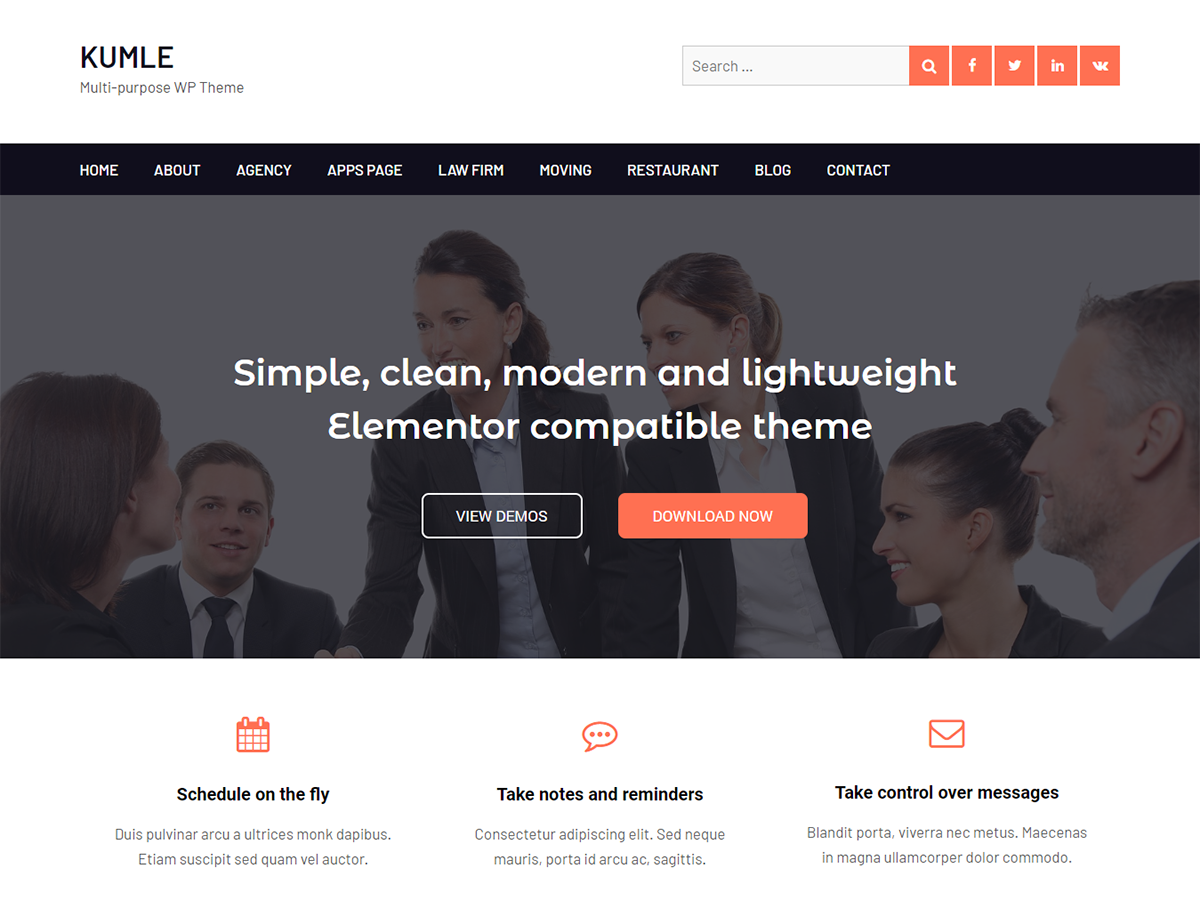 KUMLE
Multi-purpose WP Theme
Search ...
HOME ABOUT AGENCY APPS PAGE LAW FIRM MOVING RESTAURANT BLOG CONTACT
Simple, clean, modern and lightweight
Elementor compatible theme
VIEW DEMOS DOWNLOAD NOW
Schedule on the fly
Duis pulvinar arcu a ultrices monk dapibus.
Etiam suscipit sed quam vel auctor.
Take notes and reminders
Consectetur adipiscing elit. Sed neque
mauris, porta id arcu ac, sagittis.
Take control over messages
Blandit porta, viverra nec metus. Maecenas
in magna ullamcorper dolor commodo.